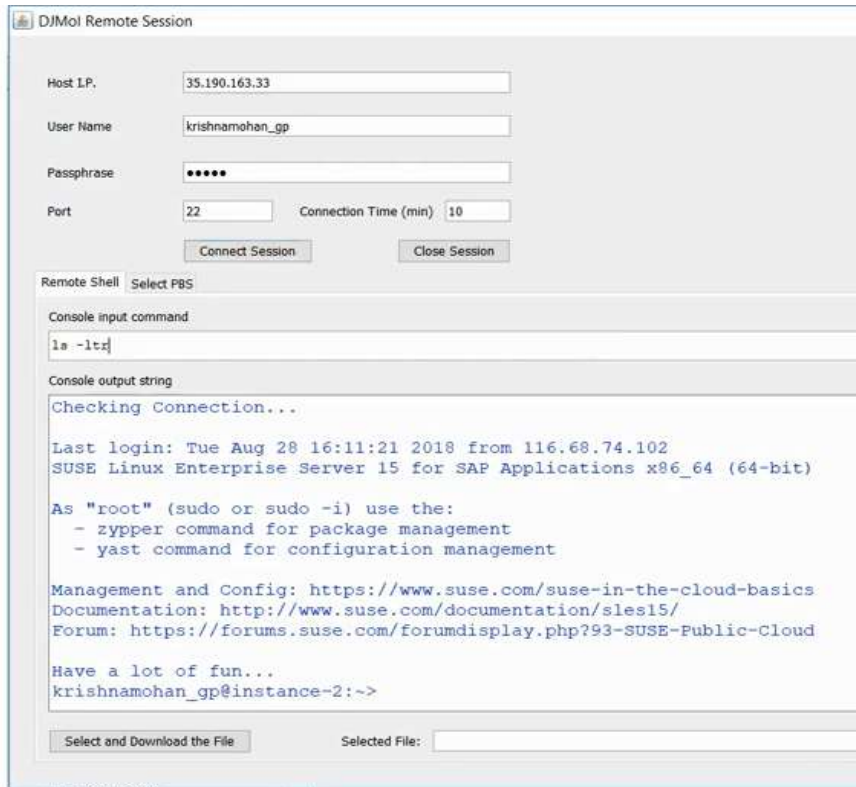 DJMol Remote Session
Host I.P. 35.190.163.33
User Name krishnamohan_gp
Passphrase •••••
Port 22 Connection Time (min) 10
Connect Session Close Session
Remote Shell Select PBS
Console input command
ls -ltr
Console output string
Checking Connection...
Last login: Tue Aug 28 16:11:21 2018 from 116.68.74.102
SUSE Linux Enterprise Server 15 for SAP Applications x86_64 (64-bit)
As "root" (sudo or sudo -i) use the:
- zypper command for package management
- yast command for configuration management
Management and Config: https://www.suse.com/suse-in-the-cloud-basics
Documentation: http://www.suse.com/documentation/sles15/
Forum: https://forums.suse.com/forumdisplay.php?93-SUSE-Public-Cloud
Have a lot of fun...
krishnamohan_gp@instance-2:~>
Select and Download the File Selected File: